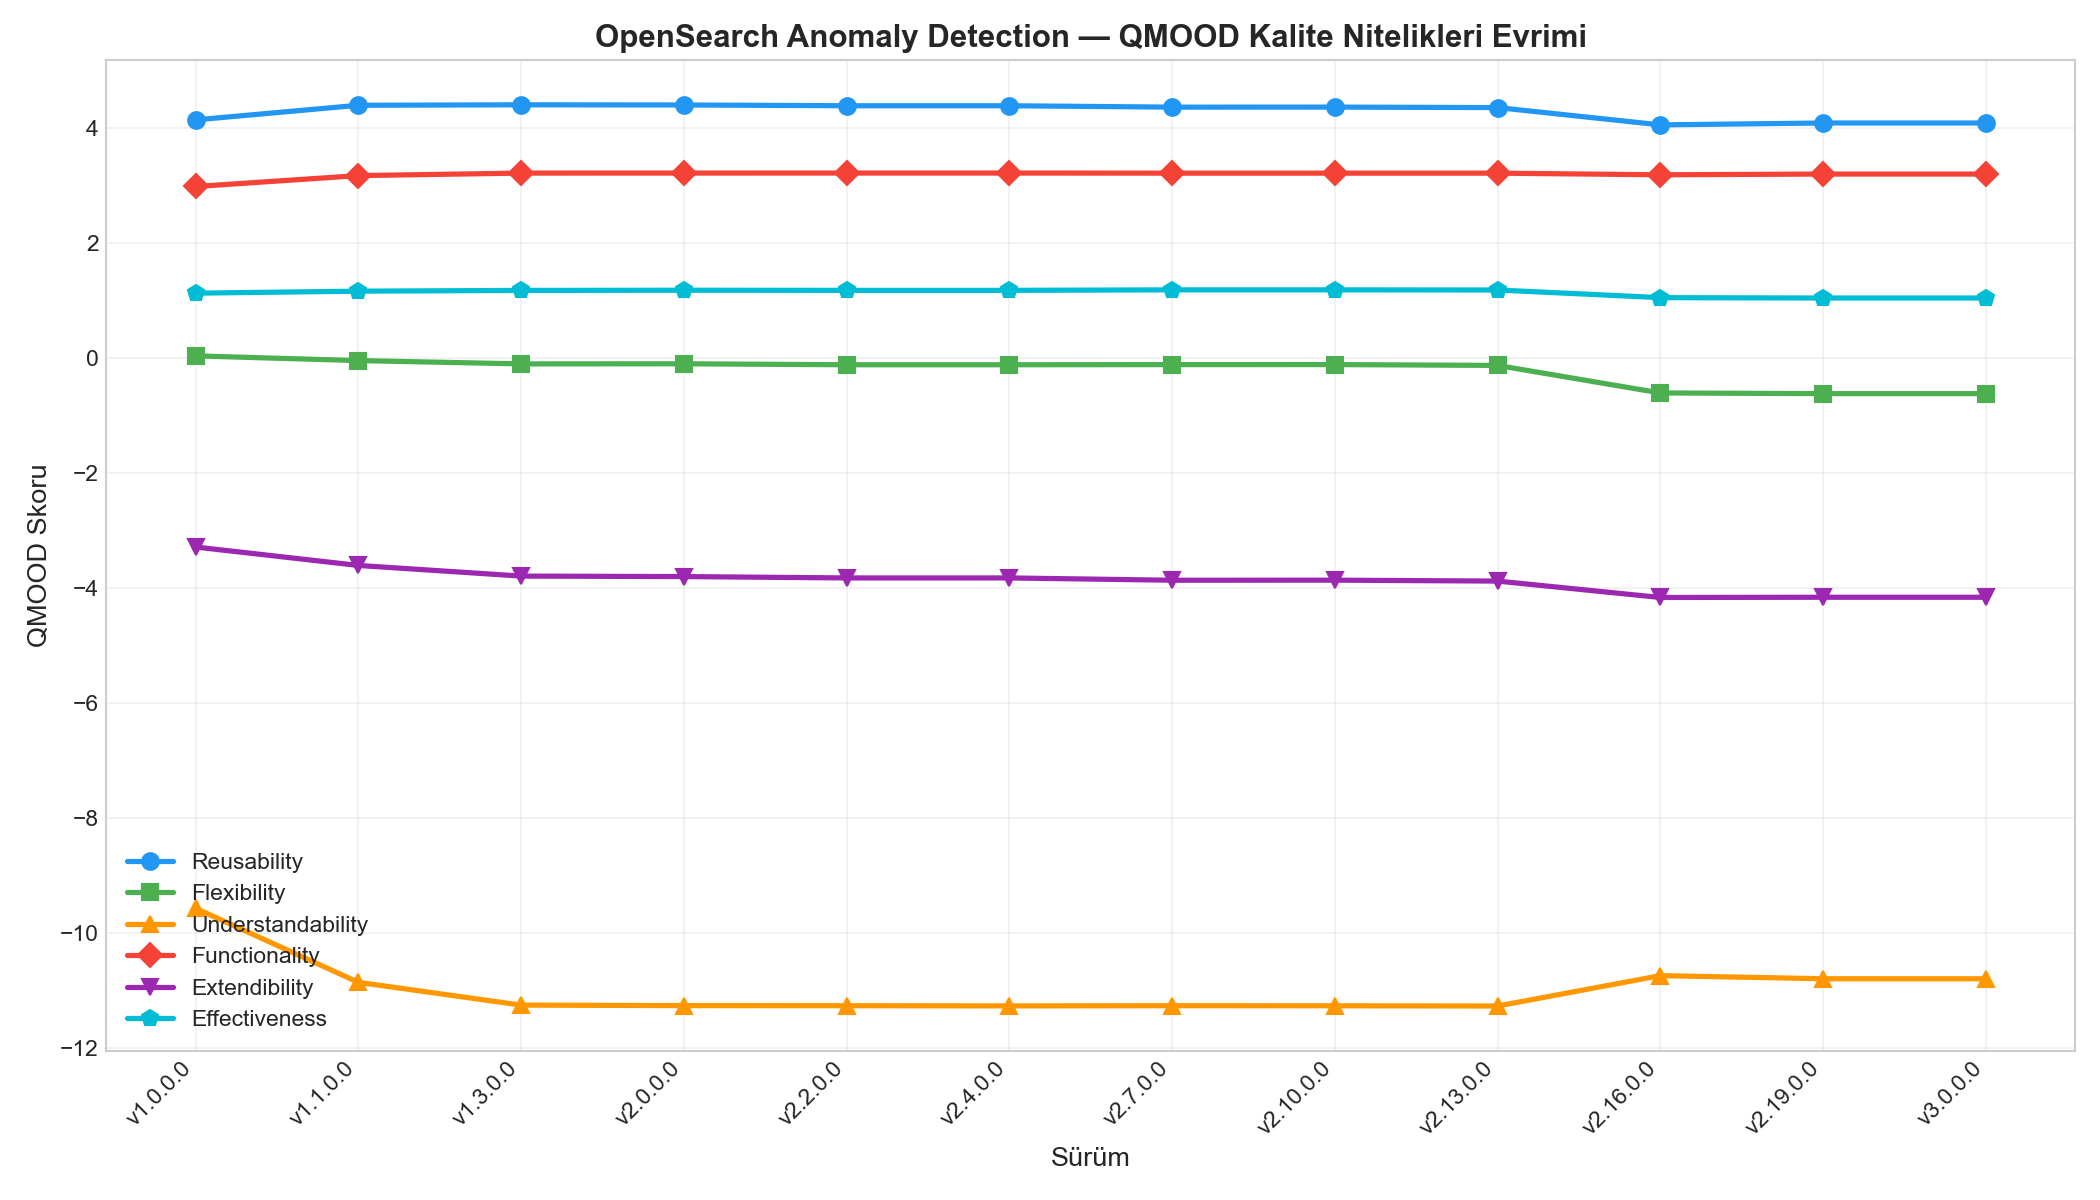 OpenSearch Anomaly Detection — QMOOD Kalite Nitelikleri Evrimi
QMOOD Skoru
4
2
0
−2
−4
−6
−8
−10
−12
Reusability
Flexibility
Understandability
Functionality
Extendibility
Effectiveness
v1.0.0.0
v1.1.0.0
v1.3.0.0
v2.0.0.0
v2.2.0.0
v2.4.0.0
v2.7.0.0
v2.10.0.0
v2.13.0.0
v2.16.0.0
v2.19.0.0
v3.0.0.0
Sürüm